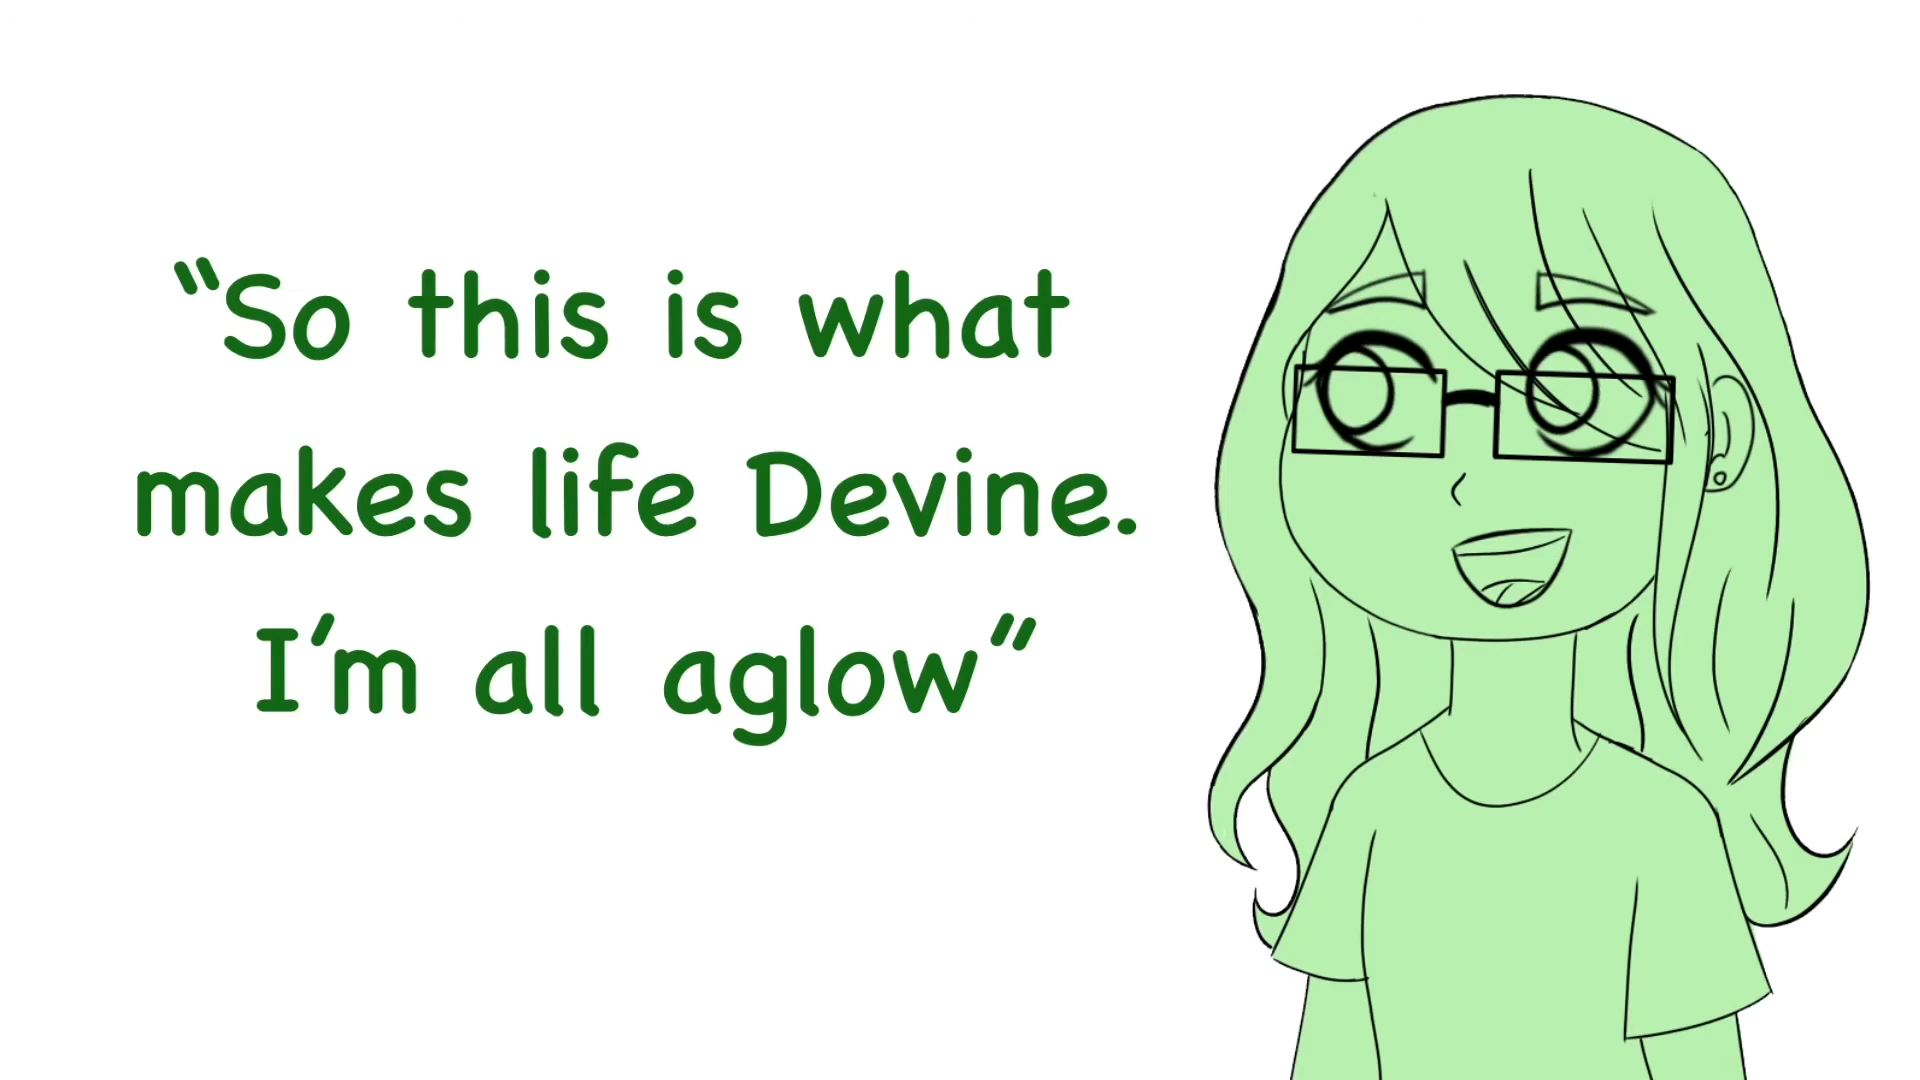 “So this is what
makes life Devine.
I’m all aglow”